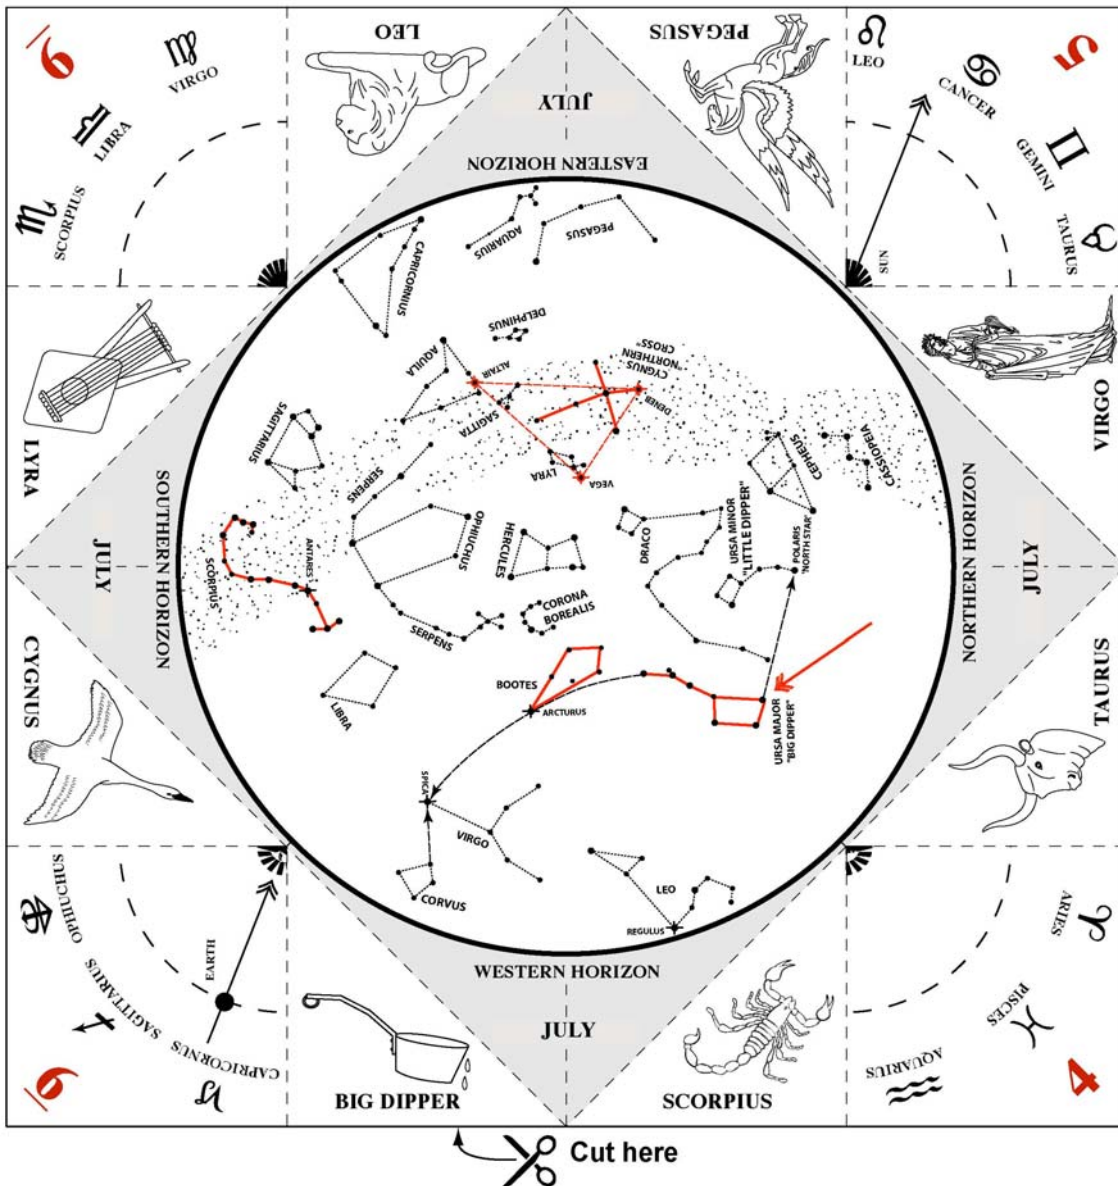 9
VIRGO
LIBRA
SCORPIUS
LEO
PEGASUS
JULY
EASTERN HORIZON
LEO
CANCER
GEMINI
TAURUS
SUN
5
LYRA
JULY
SOUTHERN HORIZON
CYGNUS
VIRGO
JULY
NORTHERN HORIZON
TAURUS
CAPRICORNIUS
AQUARIUS
PEGASUS
DELPHINUS
AQUILA
ALTAIR
CYGNUS
"NORTHERN
CROSS"
DENEB
SAGITTA
SAGITTARIUS
SERPENS
LYRA
VEGA
CEPHEUS
CASSIOPEIA
SCORPIUS
ANTARES
OPHIUCHUS
HERCULES
DRACO
URSA MINOR
"LITTLE DIPPER"
POLARIS
'NORTH STAR'
SERPENS
CORONA
BOREALIS
LIBRA
BOOTES
ARCTURUS
URSA MAJOR
"BIG DIPPER"
SPICA
VIRGO
CORVUS
LEO
REGULUS
WESTERN HORIZON
JULY
OPHIUCHUS
SAGITTARIUS
CAPRICORNUS
EARTH
6
BIG DIPPER
SCORPIUS
ARIES
PISCES
AQUARIUS
4
Cut here